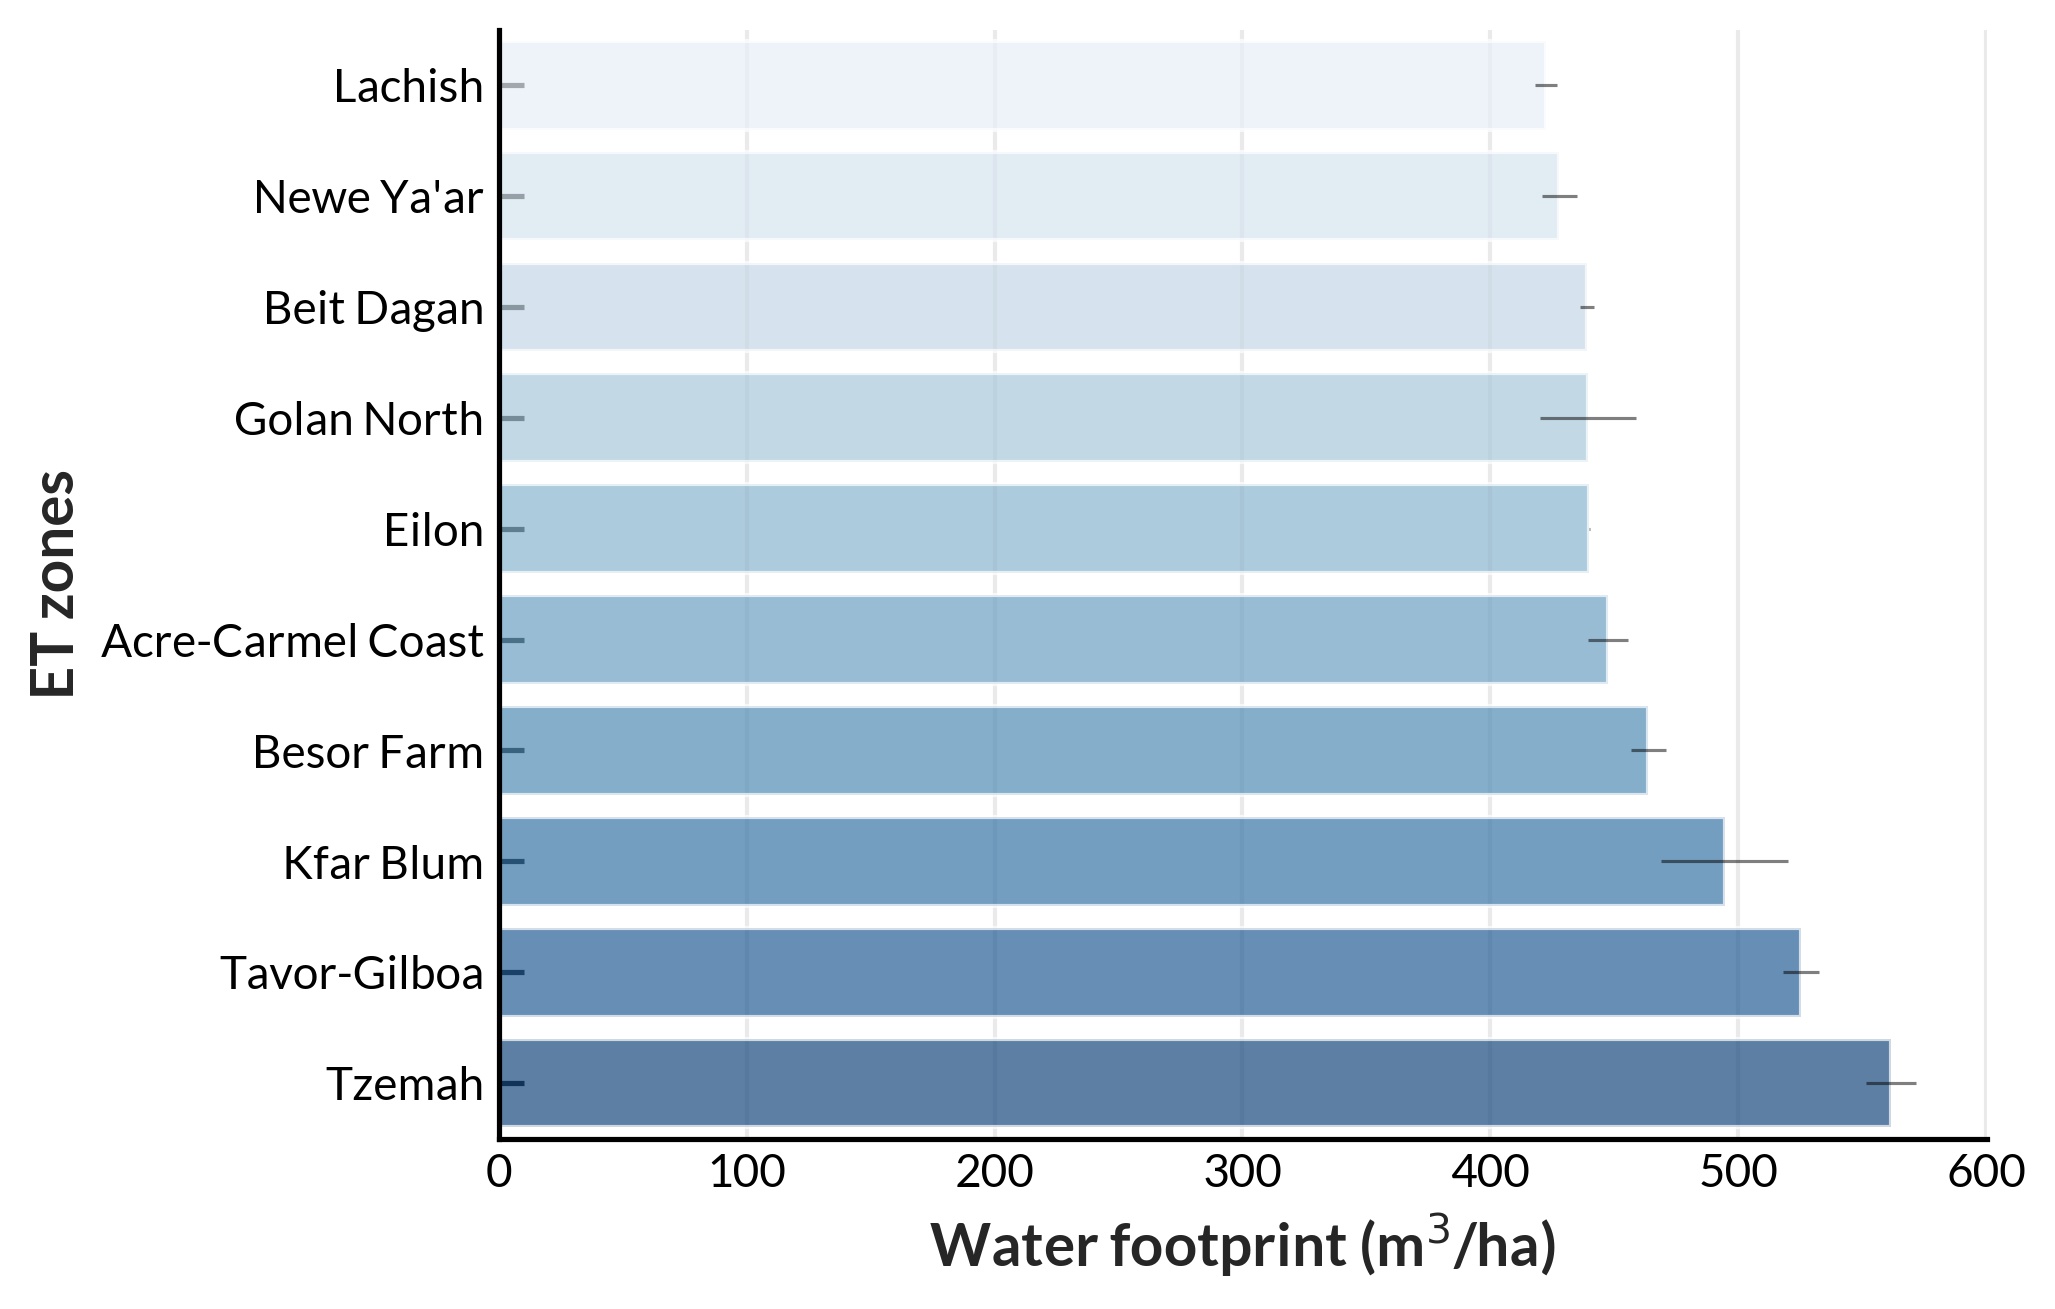 Lachish
Newe Ya'ar
Beit Dagan
Golan North
Eilon
Acre-Carmel Coast
Besor Farm
Kfar Blum
Tavor-Gilboa
Tzemah
ET zones
0 100 200 300 400 500 600
Water footprint (m³/ha)